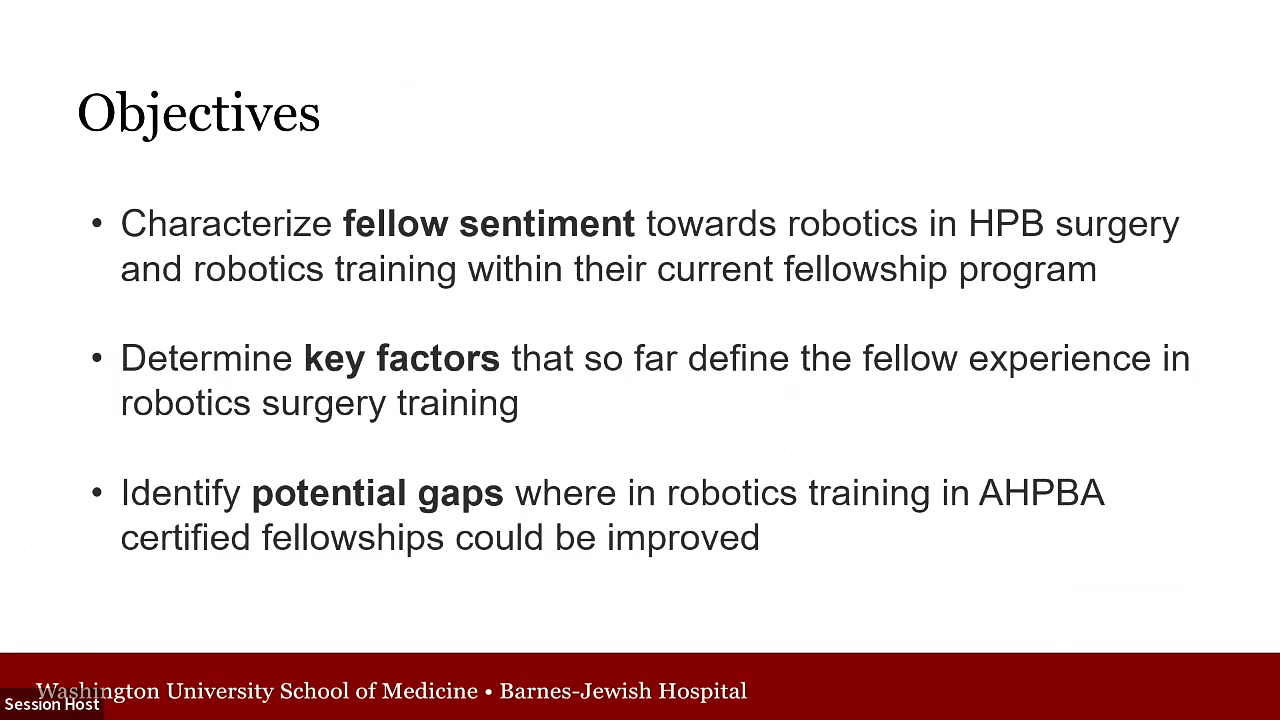 Objectives
• Characterize fellow sentiment towards robotics in HPB surgery
and robotics training within their current fellowship program
• Determine key factors that so far define the fellow experience in
robotics surgery training
• Identify potential gaps where in robotics training in AHPBA
certified fellowships could be improved
Washington University School of Medicine • Barnes-Jewish Hospital
Session Host